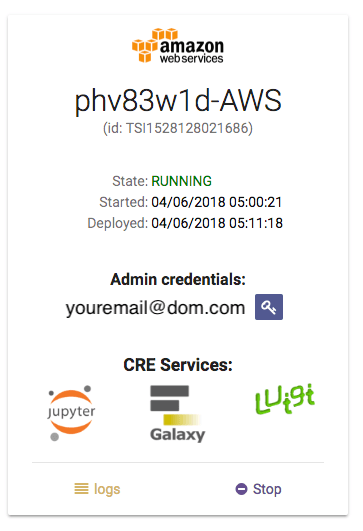 amazon
web services
phv83w1d-AWS
(id: TSI1528128021686)
State: RUNNING
Started: 04/06/2018 05:00:21
Deployed: 04/06/2018 05:11:18
Admin credentials:
youremail@dom.com
CRE Services:
jupyter
Galaxy
LUigi
logs
Stop